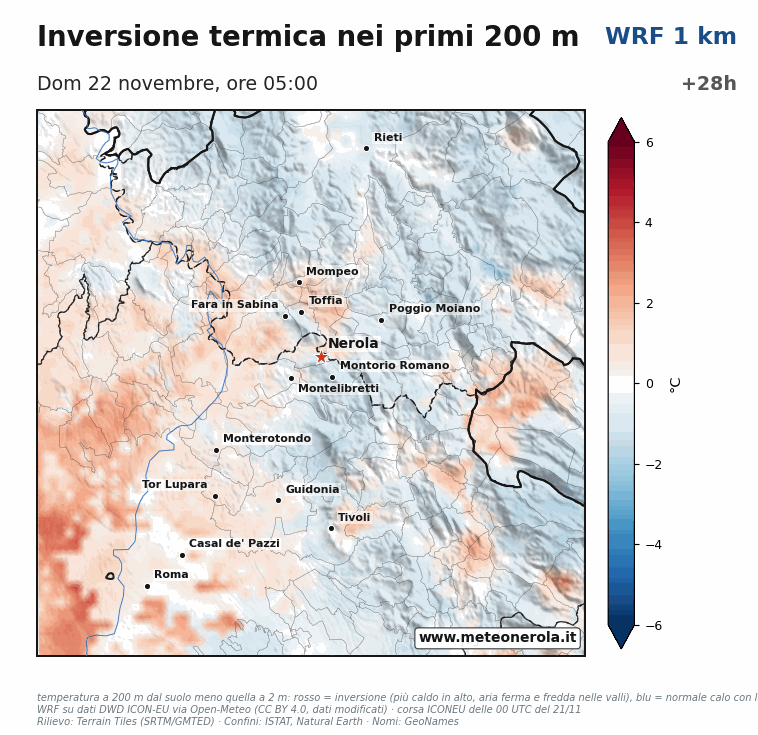 Inversione termica nei primi 200 m
WRF 1 km
Dom 22 novembre, ore 05:00
+28h
Rieti
Mompeo
Fara in Sabina
Toffia
Poggio Moiano
Nerola
Montorio Romano
Montelibretti
Monterotondo
Tor Lupara
Guidonia
Tivoli
Casal de' Pazzi
Roma
www.meteonerola.it
6
4
2
0
−2
−4
−6
°C
temperatura a 200 m dal suolo meno quella a 2 m: rosso = inversione (più caldo in alto, aria ferma e fredda nelle valli), blu = normale calo con l
WRF su dati DWD ICON-EU via Open-Meteo (CC BY 4.0, dati modificati) · corsa ICONEU delle 00 UTC del 21/11
Rilievo: Terrain Tiles (SRTM/GMTED) · Confini: ISTAT, Natural Earth · Nomi: GeoNames